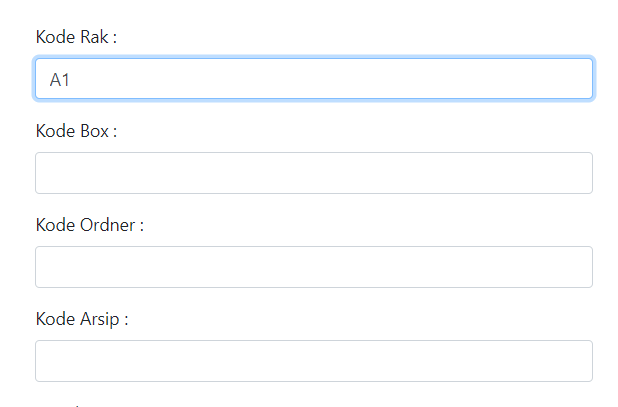 Kode Rak :
A1
Kode Box :
Kode Ordner :
Kode Arsip :